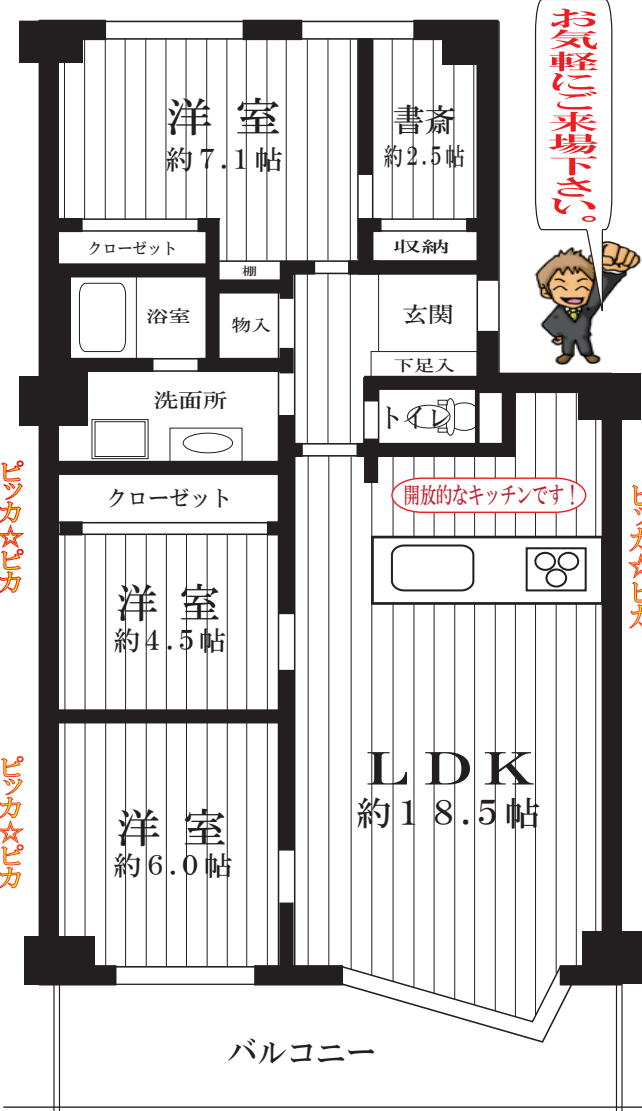 お気軽にご来場下さい。
洋室
約7.1帖
書斎
約2.5帖
クローゼット
収納
棚
浴室
物入
玄関
下足入
洗面所
トイレ
クローゼット
開放的なキッチンです！
ピッカ☆ピカ
ピッカ☆ピカ
洋室
約4.5帖
LDK
約18.5帖
ピッカ☆ピカ
洋室
約6.0帖
バルコニー